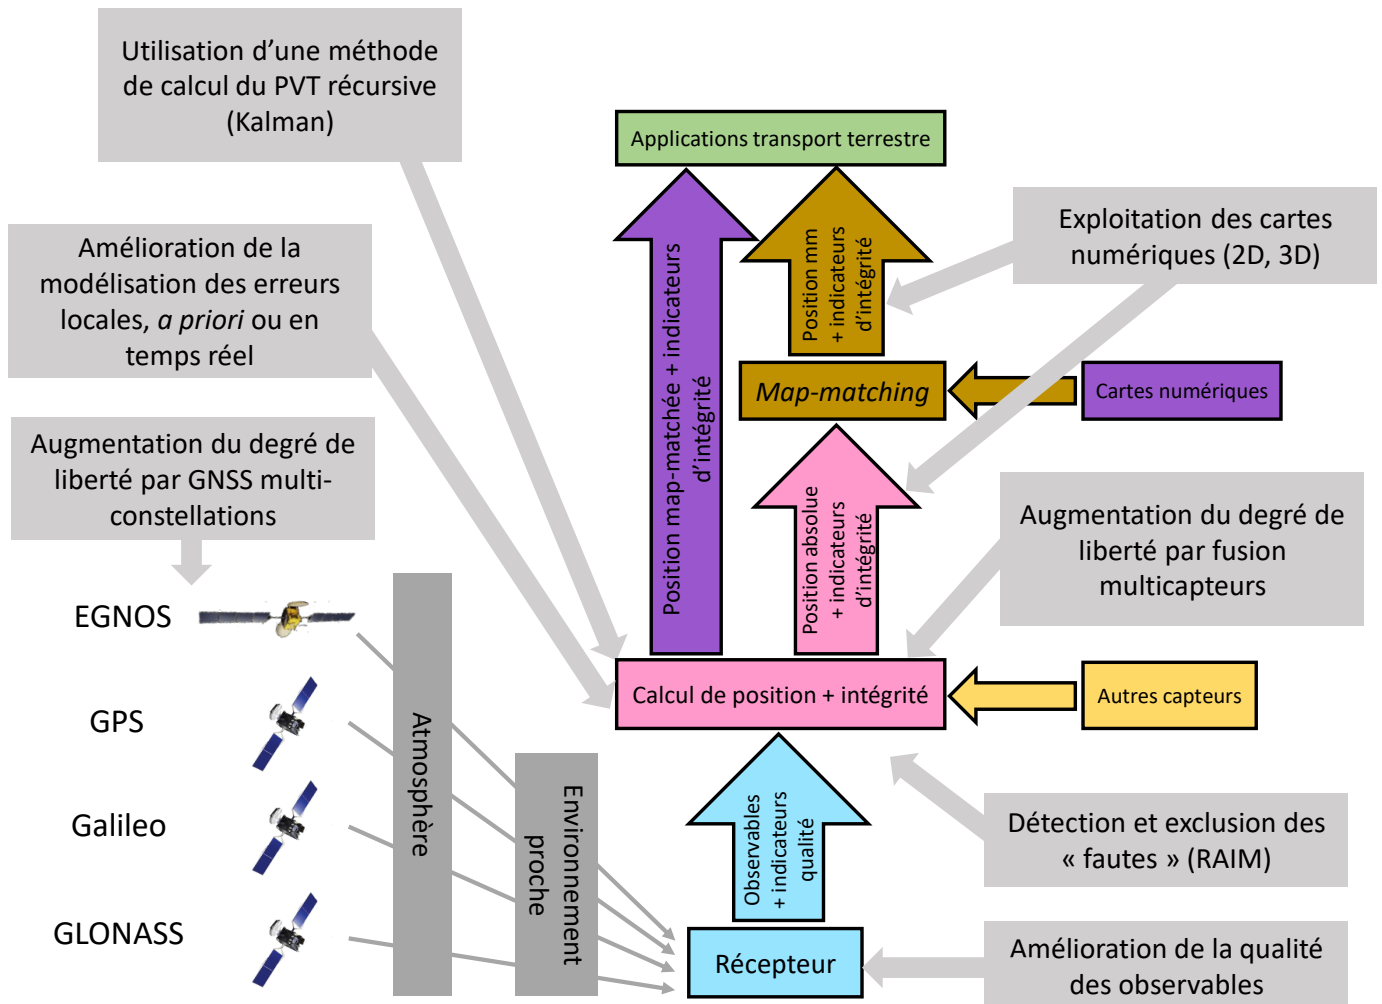 Utilisation d’une méthode
de calcul du PVT récursive
(Kalman)
Applications transport terrestre
Exploitation des cartes
numériques (2D, 3D)
Amélioration de la
modélisation des erreurs
locales, a priori ou en
temps réel
Position map-matchée + indicateurs
d’intégrité
Position mm
+ indicateurs
d’intégrité
Map-matching
Cartes numériques
Augmentation du degré de
liberté par GNSS multi-
constellations
Position absolue
+ indicateurs
d’intégrité
Augmentation du degré de
liberté par fusion
multicapteurs
EGNOS
GPS
Galileo
GLONASS
Atmosphère
Environnement
proche
Calcul de position + intégrité
Autres capteurs
Observables
+ indicateurs
qualité
Détection et exclusion des
« fautes » (RAIM)
Récepteur
Amélioration de la qualité
des observables